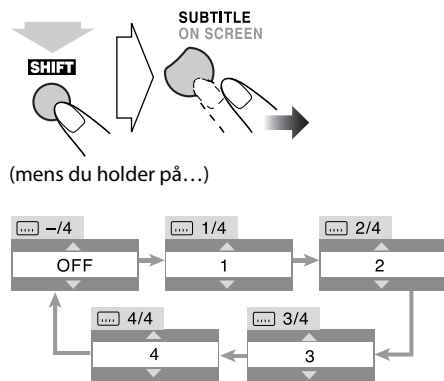 SUBTITLE
ON SCREEN
SHIFT
(mens du holder på…)
–/4
1/4
2/4
OFF
1
2
4/4
3/4
4
3